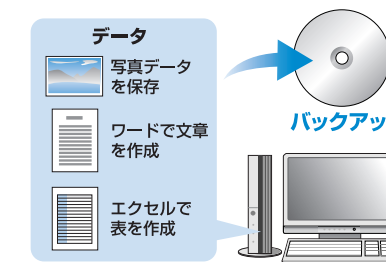 データ
写真データ
を保存
ワードで文章
を作成
エクセルで
表を作成
バックアッ